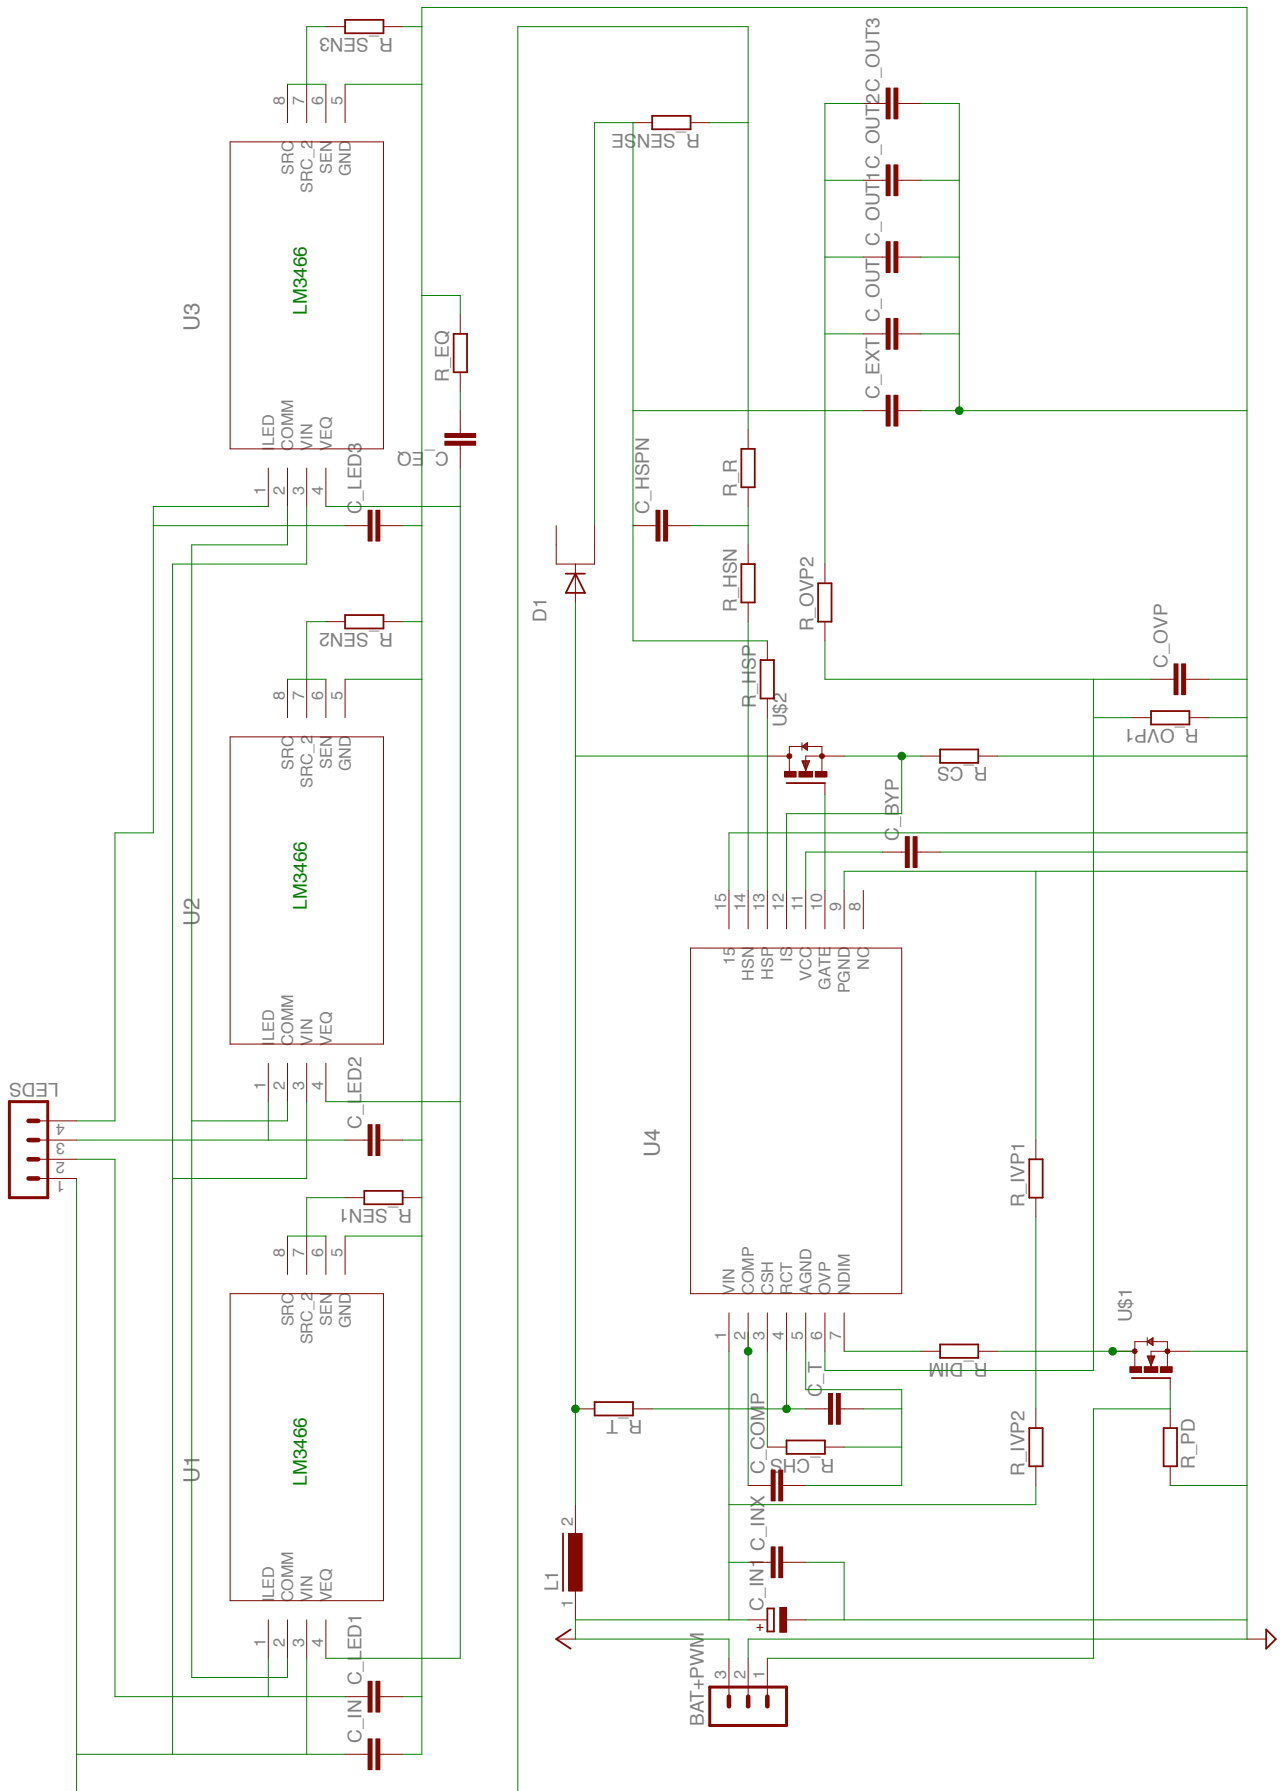 R_SEN3
8
7
6
5
SRC
SRC_2
SEN
GND
U3
LM3466
ILED
COMM
VIN
VEQ
1
2
3
4
C_LED3
R_EQ
C_EQ
R_SEN2
8
7
6
5
SRC
SRC_2
SEN
GND
U2
LM3466
ILED
COMM
VIN
VEQ
1
2
3
4
C_LED2
LEDS
4
3
2
1
R_SEN1
8
7
6
5
SRC
SRC_2
SEN
GND
U1
LM3466
ILED
COMM
VIN
VEQ
1
2
3
4
C_LED1
C_IN
R_SENSE
C_OUT3
C_OUT2
C_OUT1
C_OUT
C_EXT
C_HSPN
R_R
R_HSN
D1
R_OVP2
R_HSP
U$2
C_OVP
R_OVP1
R_CS
C_BYP
15
14
13
12
11
10
9
8
15
HSN
HSP
IS
VCC
GATE
PGND
NC
U4
VIN
COMP
CSH
RCT
AGND
OVP
NDIM
1
2
3
4
5
6
7
R_IVP1
U$1
R_DIM
C_T
R_T
C_COMP
R_CHS
R_IVP2
R_PD
C_INX
C_IN1
+
L1
2
1
BAT+PWM
3
2
1